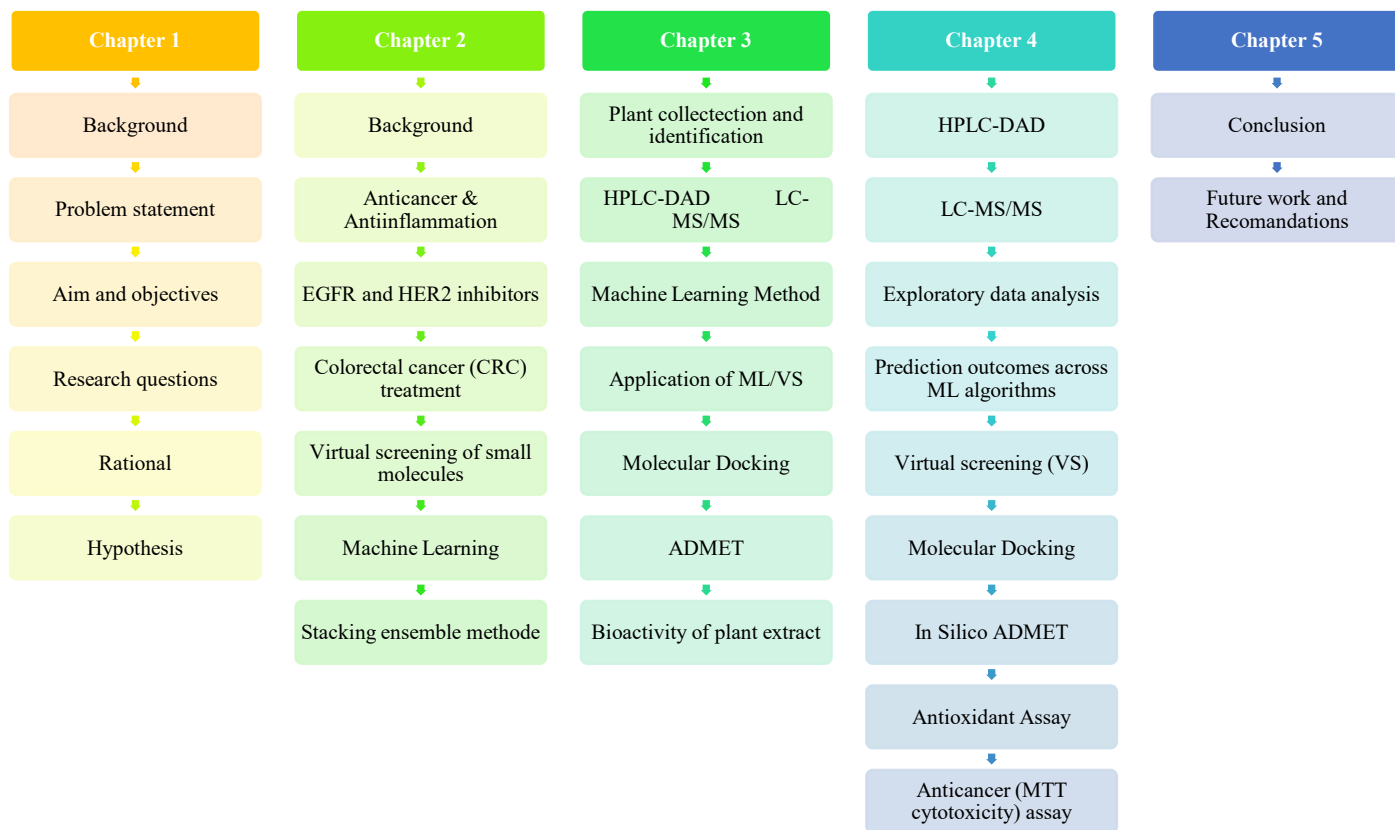 Chapter 1
Background
Problem statement
Aim and objectives
Research questions
Rational
Hypothesis
Chapter 2
Background
Anticancer &
Antiinflammation
EGFR and HER2 inhibitors
Colorectal cancer (CRC)
treatment
Virtual screening of small
molecules
Machine Learning
Stacking ensemble methode
Chapter 3
Plant collectection and
identification
HPLC-DAD LC-
MS/MS
Machine Learning Method
Application of ML/VS
Molecular Docking
ADMET
Bioactivity of plant extract
Chapter 4
HPLC-DAD
LC-MS/MS
Exploratory data analysis
Prediction outcomes across
ML algorithms
Virtual screening (VS)
Molecular Docking
In Silico ADMET
Antioxidant Assay
Anticancer (MTT
cytotoxicity) assay
Chapter 5
Conclusion
Future work and
Recomandations